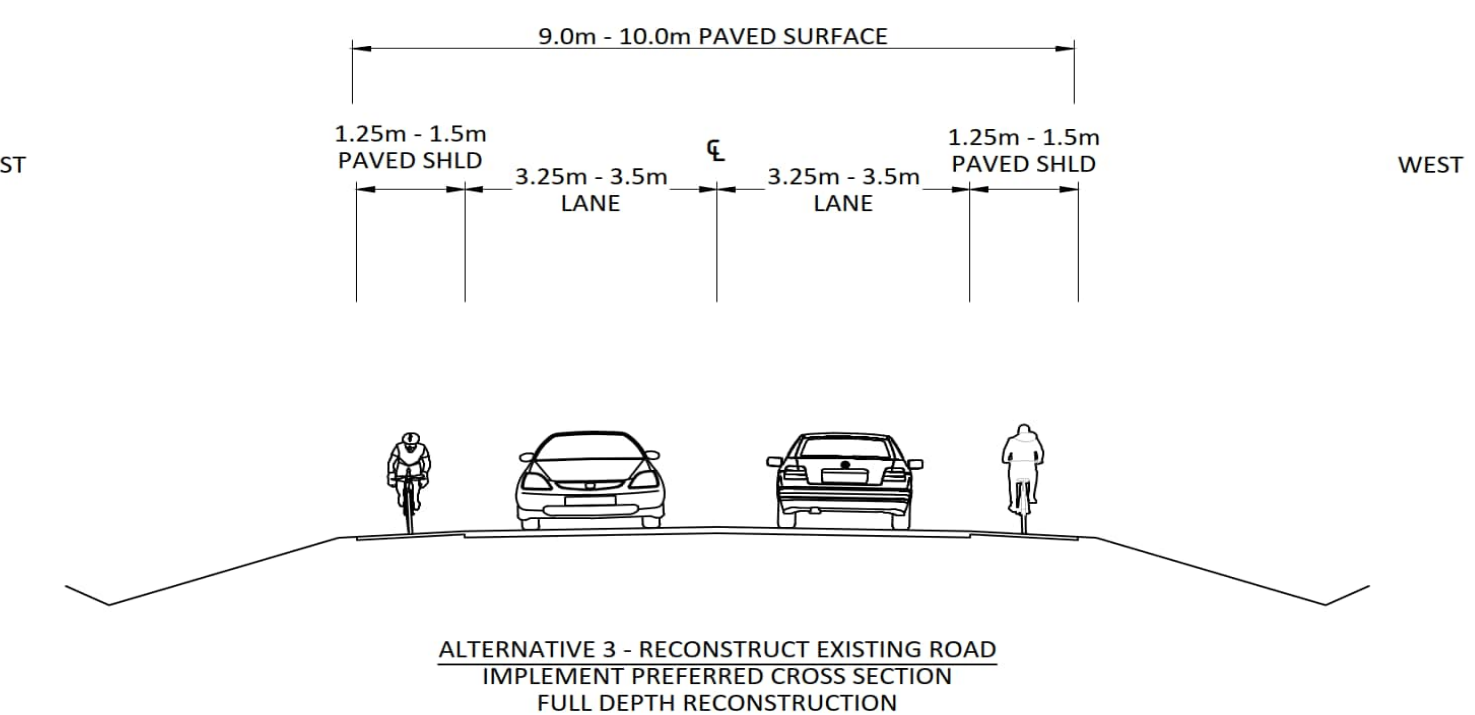 9.0m - 10.0m PAVED SURFACE
1.25m - 1.5m
PAVED SHLD
3.25m - 3.5m
LANE
℄
3.25m - 3.5m
LANE
1.25m - 1.5m
PAVED SHLD
ST
WEST
ALTERNATIVE 3 - RECONSTRUCT EXISTING ROAD
IMPLEMENT PREFERRED CROSS SECTION
FULL DEPTH RECONSTRUCTION